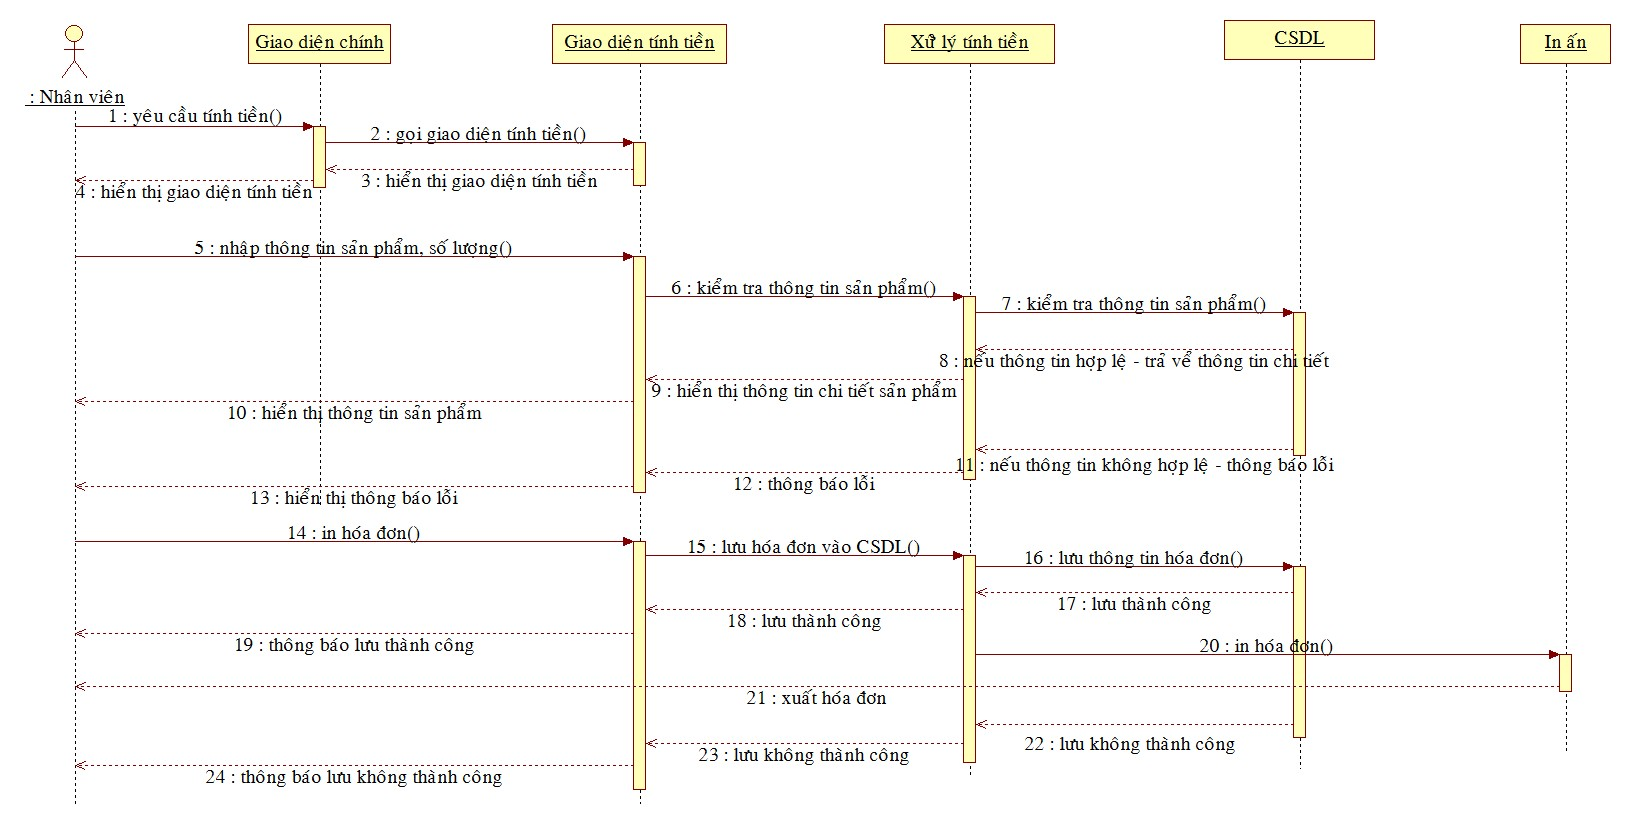 Giao diện chính
Giao diện tính tiền
Xử lý tính tiền
CSDL
In ấn
: Nhân viên
1 : yêu cầu tính tiền()
2 : gọi giao diện tính tiền()
3 : hiển thị giao diện tính tiền
4 : hiển thị giao diện tính tiền
5 : nhập thông tin sản phẩm, số lượng()
6 : kiểm tra thông tin sản phẩm()
7 : kiểm tra thông tin sản phẩm()
8 : nếu thông tin hợp lệ - trả vể thông tin chi tiết
9 : hiển thị thông tin chi tiết sản phẩm
10 : hiển thị thông tin sản phẩm
11 : nếu thông tin không hợp lệ - thông báo lỗi
12 : thông báo lỗi
13 : hiển thị thông báo lỗi
14 : in hóa đơn()
15 : lưu hóa đơn vào CSDL()
16 : lưu thông tin hóa đơn()
17 : lưu thành công
18 : lưu thành công
19 : thông báo lưu thành công
20 : in hóa đơn()
21 : xuất hóa đơn
22 : lưu không thành công
23 : lưu không thành công
24 : thông báo lưu không thành công